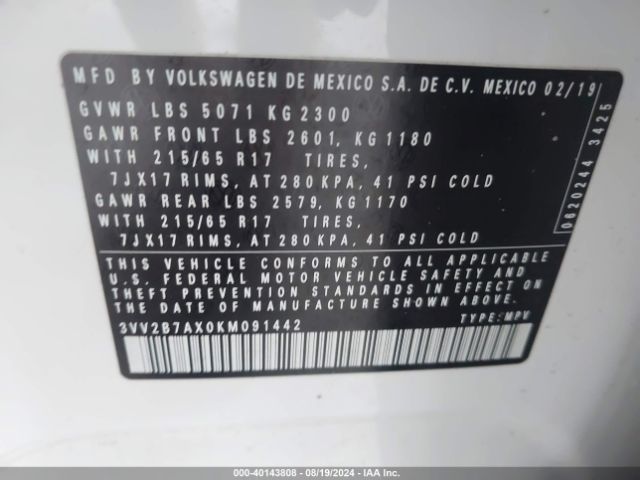 MFD BY VOLKSWAGEN DE MEXICO S.A. DE C.V. MEXICO 02/19
GVWR LBS 5071 KG 2300
GAWR FRONT LBS 2601, KG 1180
WITH 215/65 R17 TIRES,
7JX17 RIMS, AT 280 KPA, 41 PSI COLD
GAWR REAR LBS 2579, KG 1170
WITH 215/65 R17 TIRES,
7JX17 RIMS, AT 280 KPA, 41 PSI COLD
THIS VEHICLE CONFORMS TO ALL APPLICABLE
U.S. FEDERAL MOTOR VEHICLE SAFETY AND
THEFT PREVENTION STANDARDS IN EFFECT ON
THE DATE OF MANUFACTURE SHOWN ABOVE.
3VV2B7AX0KM091442 TYPE: MPV
0620244 3425
000-40143808 - 08/19/2024 - IAA Inc.